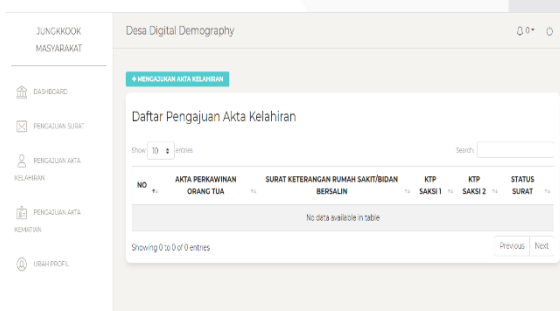 JUNGKKOOK
MASYARAKAT
Desa Digital Demography
0
DASHBOARD
PENGAJUAN SURAT
PENGAJUAN AKTA
KELAHIRAN
PENGAJUAN AKTA
KEMATIAN
UBAH PROFIL
+ MENGAJUKAN AKTA KELAHIRAN
Daftar Pengajuan Akta Kelahiran
Show 10 entries
Search:
NO AKTA PERKAWINAN ORANG TUA SURAT KETERANGAN RUMAH SAKIT/BIDAN BERSALIN KTP SAKSI 1 KTP SAKSI 2 STATUS SURAT
No data available in table
Showing 0 to 0 of 0 entries
Previous Next